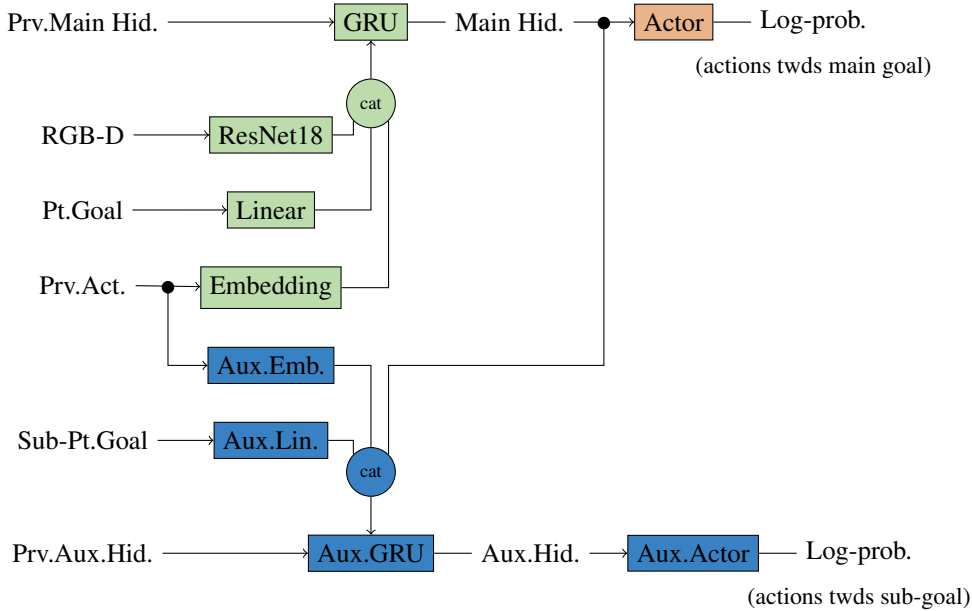 Prv.Main Hid.
GRU
Main Hid.
Actor
Log-prob.
(actions twds main goal)
cat
RGB-D
ResNet18
Pt.Goal
Linear
Prv.Act.
Embedding
Aux.Emb.
Sub-Pt.Goal
Aux.Lin.
cat
Prv.Aux.Hid.
Aux.GRU
Aux.Hid.
Aux.Actor
Log-prob.
(actions twds sub-goal)